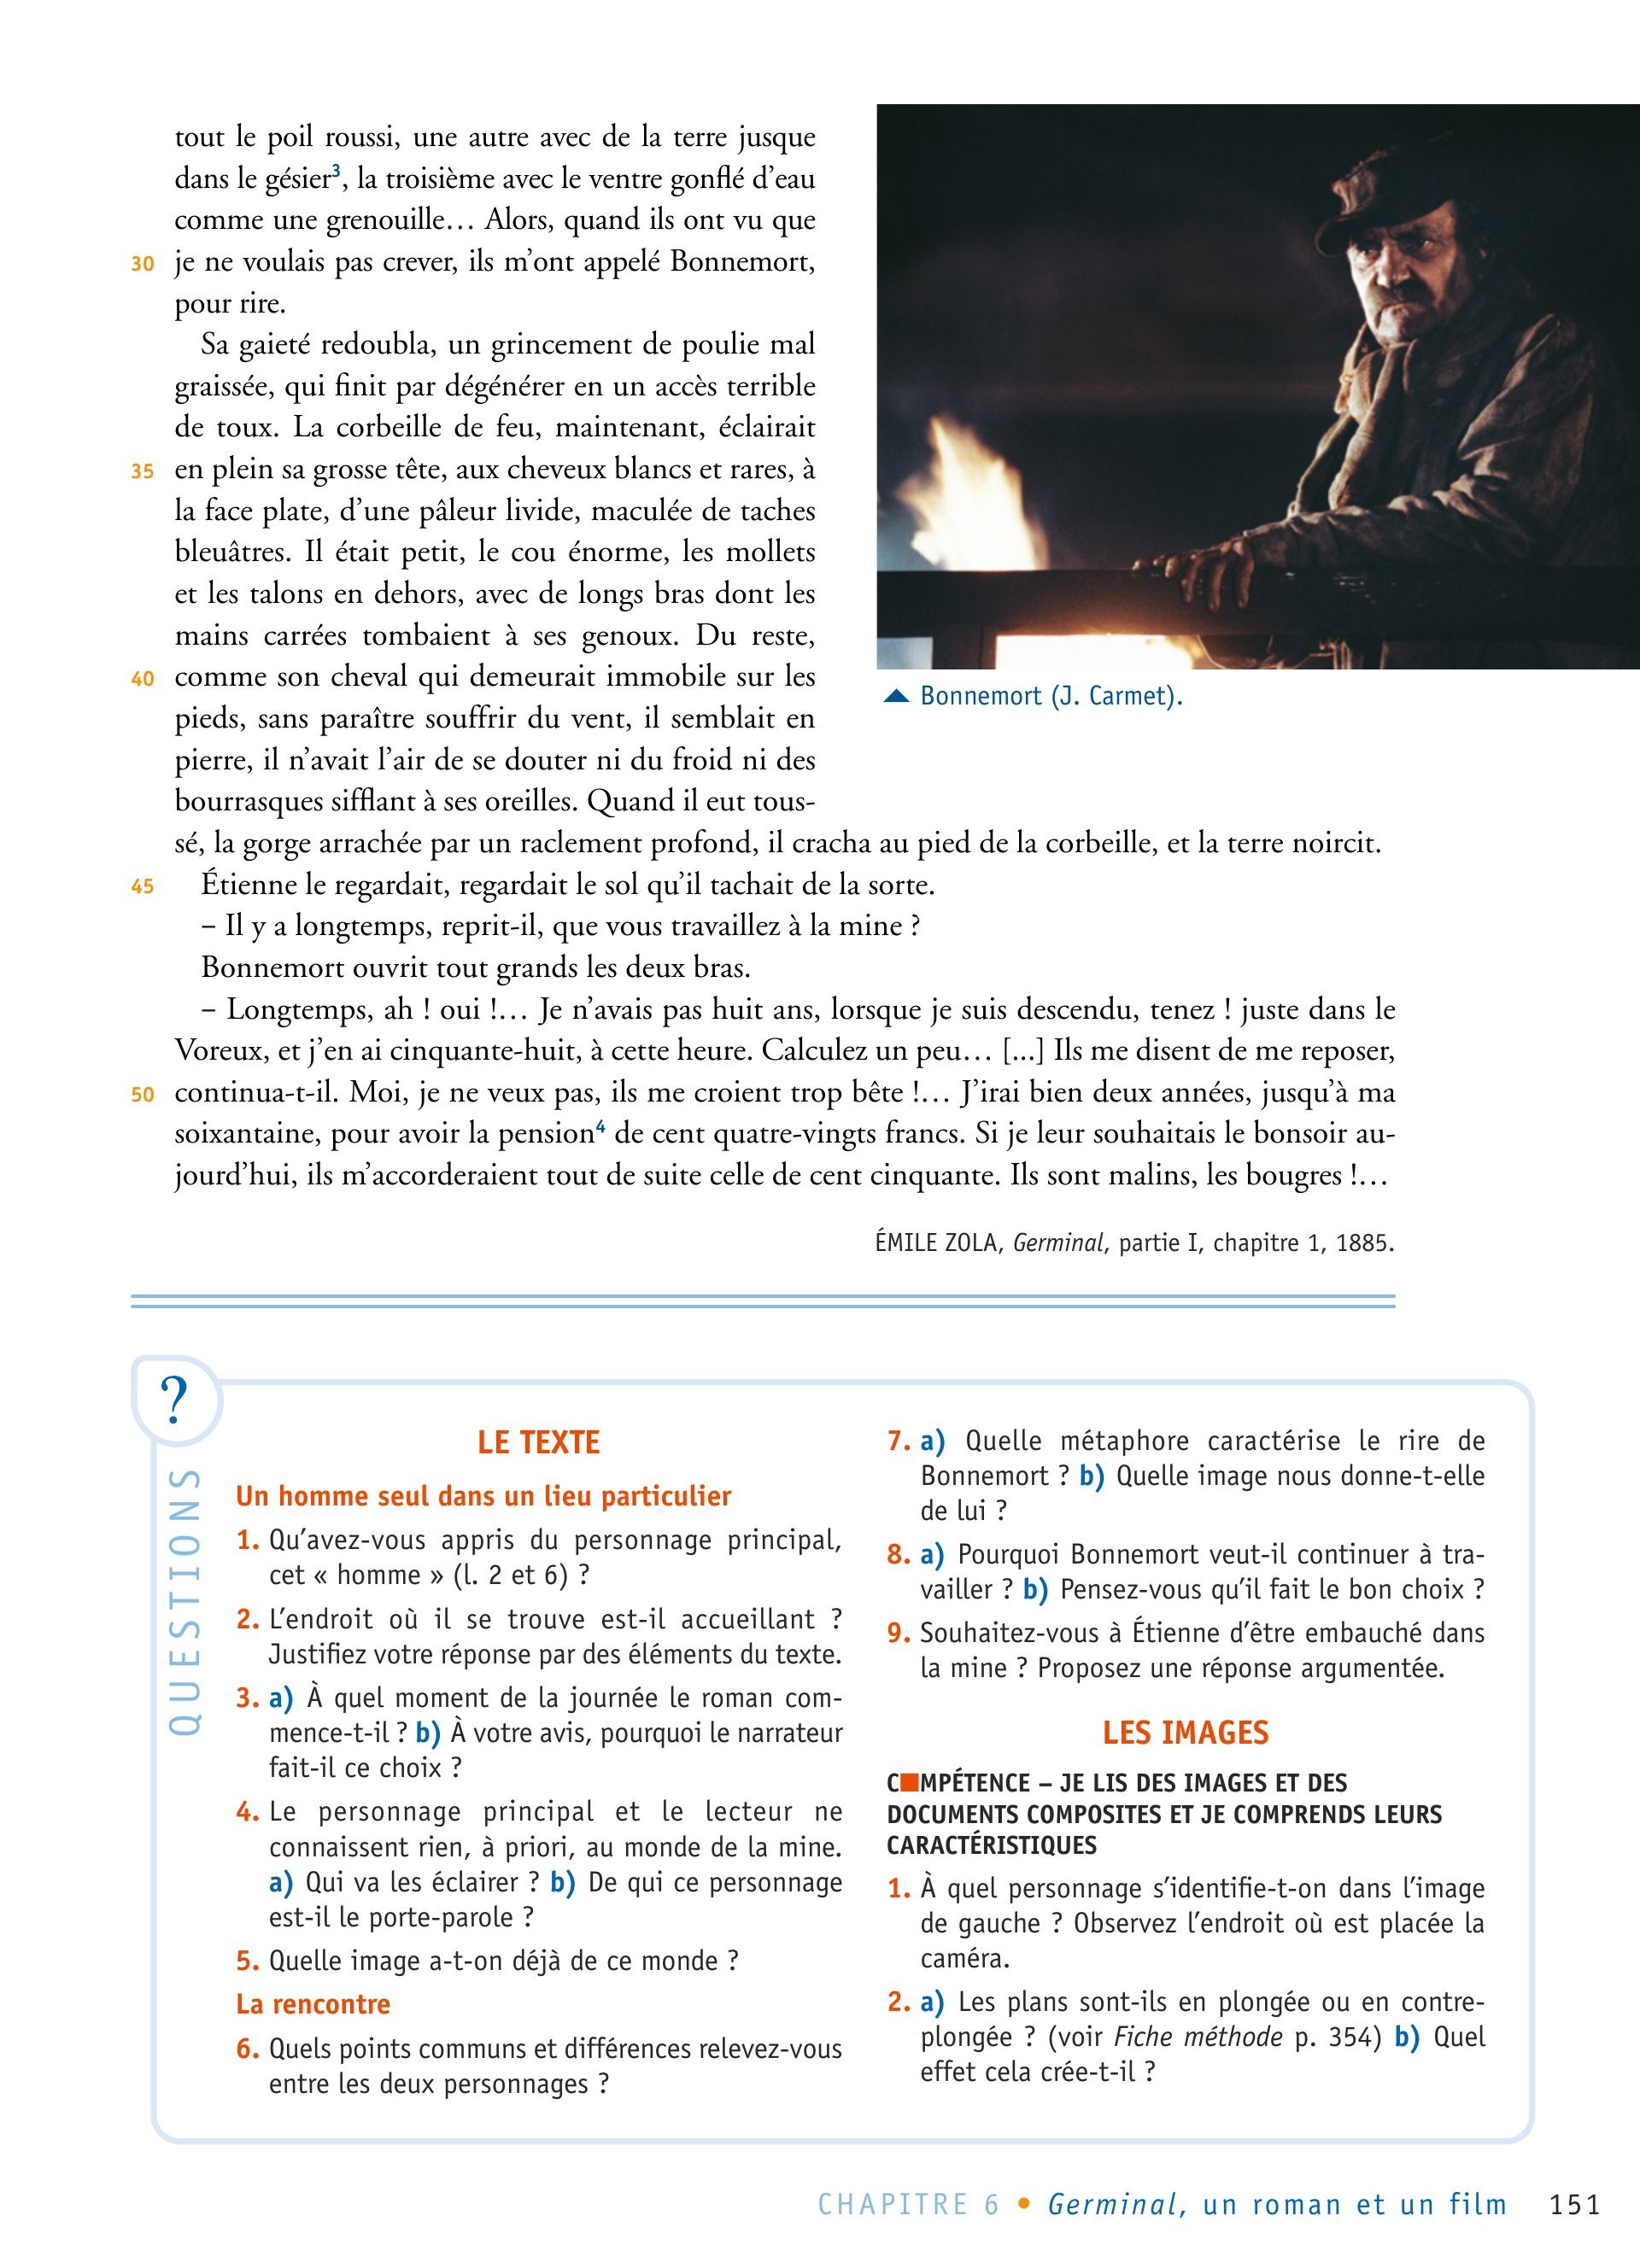 tout le poil roussi, une autre avec de la terre jusque
dans le gésier3, la troisième avec le ventre gonflé d'eau
comme une grenouille… Alors, quand ils ont vu que
30 je ne voulais pas crever, ils m'ont appelé Bonnemort,
pour rire.
Sa gaieté redoubla, un grincement de poulie mal
graissée, qui finit par dégénérer en un accès terrible
de toux. La corbeille de feu, maintenant, éclairait
35 en plein sa grosse tête, aux cheveux blancs et rares, à
la face plate, d'une pâleur livide, maculée de taches
bleuâtres. Il était petit, le cou énorme, les mollets
et les talons en dehors, avec de longs bras dont les
mains carrées tombaient à ses genoux. Du reste,
40 comme son cheval qui demeurait immobile sur les
pieds, sans paraître souffrir du vent, il semblait en
pierre, il n'avait l'air de se douter ni du froid ni des
bourrasques sifflant à ses oreilles. Quand il eut tous-
sé, la gorge arrachée par un raclement profond, il cracha au pied de la corbeille, et la terre noircit.
45 Étienne le regardait, regardait le sol qu'il tachait de la sorte.
– Il y a longtemps, reprit-il, que vous travaillez à la mine ?
Bonnemort ouvrit tout grands les deux bras.
– Longtemps, ah ! oui !… Je n'avais pas huit ans, lorsque je suis descendu, tenez ! juste dans le
Voreux, et j'en ai cinquante-huit, à cette heure. Calculez un peu… [...] Ils me disent de me reposer,
50 continua-t-il. Moi, je ne veux pas, ils me croient trop bête !… J'irai bien deux années, jusqu'à ma
soixantaine, pour avoir la pension4 de cent quatre-vingts francs. Si je leur souhaitais le bonsoir au-
jourd'hui, ils m'accorderaient tout de suite celle de cent cinquante. Ils sont malins, les bougres !…
ÉMILE ZOLA, Germinal, partie I, chapitre 1, 1885.
Bonnemort (J. Carmet).
?
QUESTIONS
LE TEXTE
Un homme seul dans un lieu particulier
1. Qu'avez-vous appris du personnage principal,
cet « homme » (l. 2 et 6) ?
2. L'endroit où il se trouve est-il accueillant ?
Justifiez votre réponse par des éléments du texte.
3. a) À quel moment de la journée le roman com-
mence-t-il ? b) À votre avis, pourquoi le narrateur
fait-il ce choix ?
4. Le personnage principal et le lecteur ne
connaissent rien, à priori, au monde de la mine.
a) Qui va les éclairer ? b) De qui ce personnage
est-il le porte-parole ?
5. Quelle image a-t-on déjà de ce monde ?
La rencontre
6. Quels points communs et différences relevez-vous
entre les deux personnages ?
7. a) Quelle métaphore caractérise le rire de
Bonnemort ? b) Quelle image nous donne-t-elle
de lui ?
8. a) Pourquoi Bonnemort veut-il continuer à tra-
vailler ? b) Pensez-vous qu'il fait le bon choix ?
9. Souhaitez-vous à Étienne d'être embauché dans
la mine ? Proposez une réponse argumentée.
LES IMAGES
C■MPÉTENCE – JE LIS DES IMAGES ET DES
DOCUMENTS COMPOSITES ET JE COMPRENDS LEURS
CARACTÉRISTIQUES
1. À quel personnage s'identifie-t-on dans l'image
de gauche ? Observez l'endroit où est placée la
caméra.
2. a) Les plans sont-ils en plongée ou en contre-
plongée ? (voir Fiche méthode p. 354) b) Quel
effet cela crée-t-il ?
CHAPITRE 6 • Germinal, un roman et un film 151